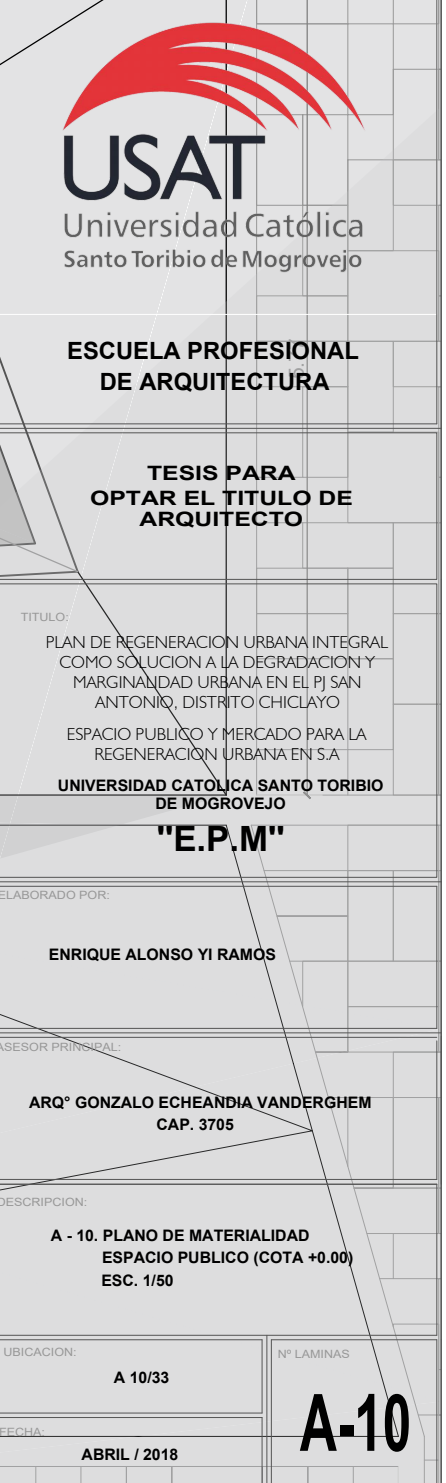 USAT
Universidad Católica
Santo Toribio de Mogrovejo
ESCUELA PROFESIONAL
DE ARQUITECTURA
TESIS PARA
OPTAR EL TITULO DE
ARQUITECTO
TITULO:
PLAN DE REGENERACION URBANA INTEGRAL
COMO SOLUCION A LA DEGRADACION Y
MARGINALIDAD URBANA EN EL PJ SAN
ANTONIO, DISTRITO CHICLAYO
ESPACIO PUBLICO Y MERCADO PARA LA
REGENERACION URBANA EN S.A
UNIVERSIDAD CATOLICA SANTO TORIBIO
DE MOGROVEJO
"E.P.M"
ELABORADO POR:
ENRIQUE ALONSO YI RAMOS
ASESOR PRINCIPAL:
ARQ° GONZALO ECHEANDIA VANDERGHEM
CAP. 3705
DESCRIPCION:
A - 10. PLANO DE MATERIALIDAD
ESPACIO PUBLICO (COTA +0.00)
ESC. 1/50
UBICACION:
A 10/33
Nº LAMINAS
A-10
FECHA:
ABRIL / 2018